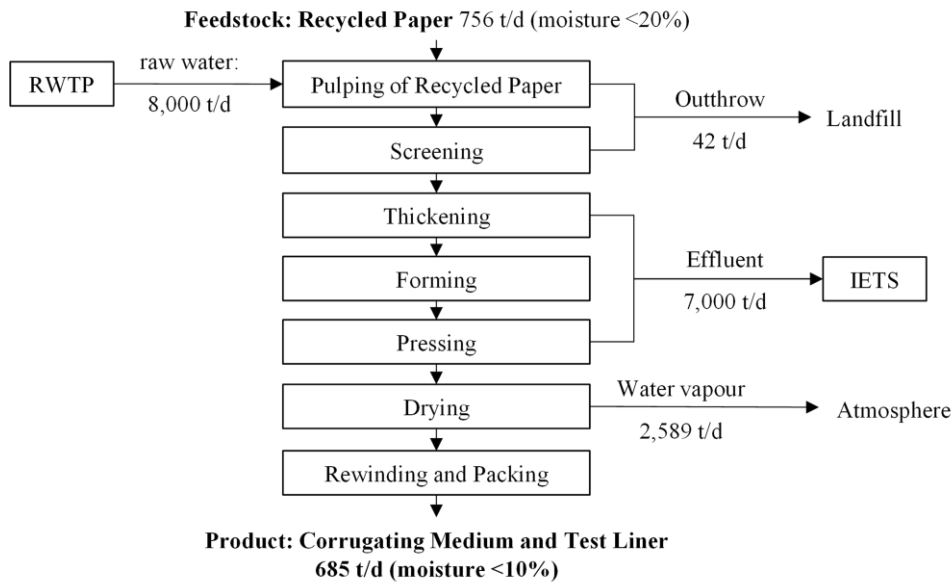 Feedstock: Recycled Paper 756 t/d (moisture <20%)
RWTP
raw water:
8,000 t/d
Pulping of Recycled Paper
Outthrow
42 t/d
Landfill
Screening
Thickening
Forming
Effluent
7,000 t/d
IETS
Pressing
Drying
Water vapour
2,589 t/d
Atmosphere
Rewinding and Packing
Product: Corrugating Medium and Test Liner
685 t/d (moisture <10%)